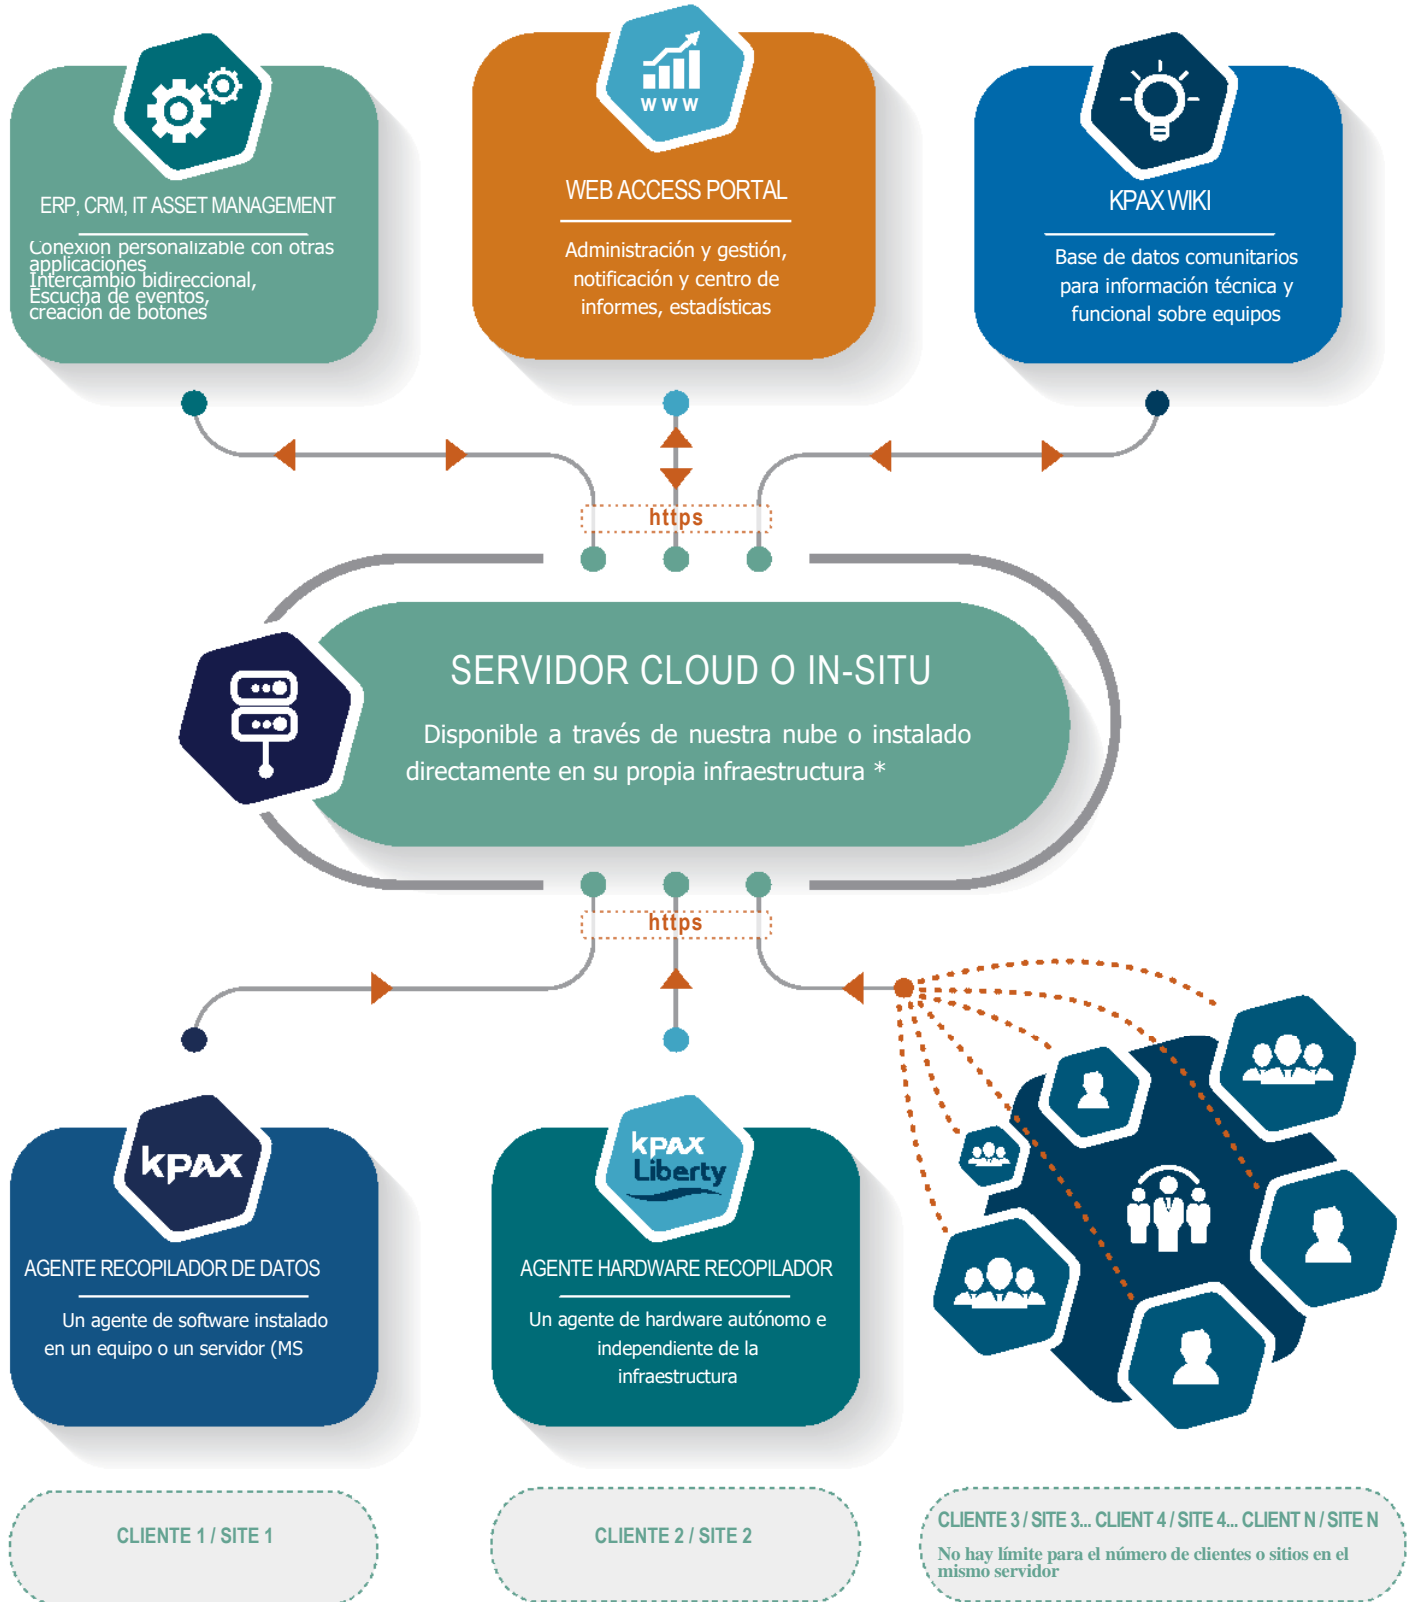 WWW
ERP, CRM, IT ASSET MANAGEMENT
Conexión personalizable con otras
applicaciones
Intercambio bidireccional,
Escucha de eventos,
creación de botones
WEB ACCESS PORTAL
Administración y gestión,
notificación y centro de
informes, estadísticas
KPAX WIKI
Base de datos comunitarios
para información técnica y
funcional sobre equipos
https
SERVIDOR CLOUD O IN-SITU
Disponible a través de nuestra nube o instalado
directamente en su propia infraestructura *
https
kpax
AGENTE RECOPILADOR DE DATOS
Un agente de software instalado
en un equipo o un servidor (MS
kpax
Liberty
AGENTE HARDWARE RECOPILADOR
Un agente de hardware autónomo e
independiente de la
infraestructura
CLIENTE 1 / SITE 1
CLIENTE 2 / SITE 2
CLIENTE 3 / SITE 3... CLIENT 4 / SITE 4... CLIENT N / SITE N
No hay límite para el número de clientes o sitios en el
mismo servidor